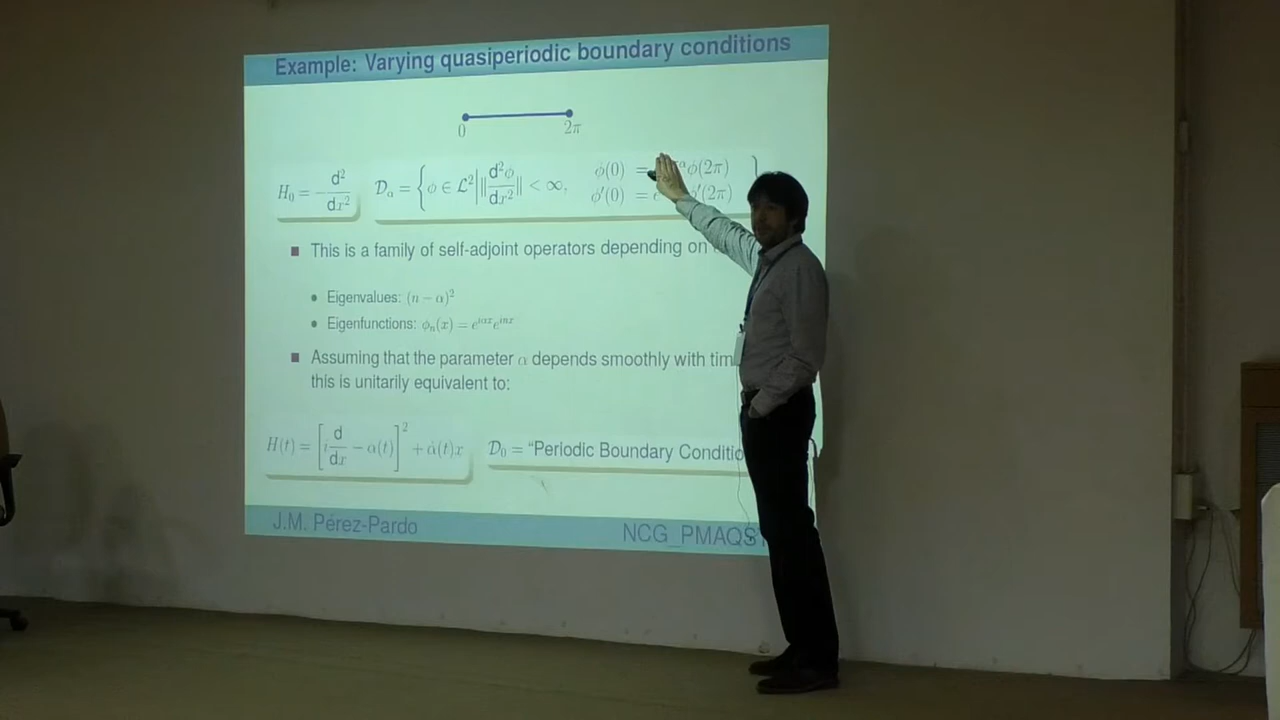 Example: Varying quasiperiodic boundary conditions
0 2π
H₀ = −d²/dx² 𝒟_α = { ϕ ∈ ℒ² | ‖d²ϕ/dx²‖ < ∞, ϕ(0) = ϕ(2π) }
ϕ′(0) = e ϕ′(2π)
This is a family of self-adjoint operators depending on
Eigenvalues: (n − α)²
Eigenfunctions: ϕₙ(x) = e^{iαx}e^{inx}
Assuming that the parameter α depends smoothly with tim
this is unitarily equivalent to:
H(t) = [i d/dx − α(t)]² + α̇(t)x 𝒟₀ = “Periodic Boundary Conditio
J.M. Pérez-Pardo NCG_PMAQS